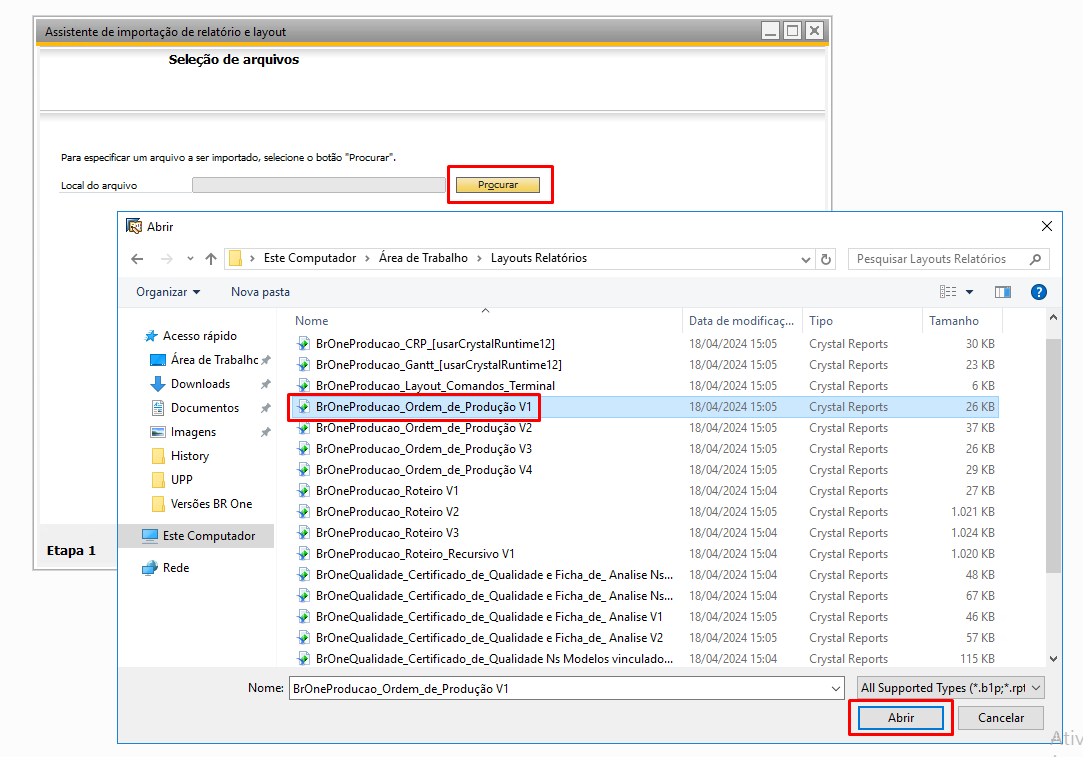 Assistente de importação de relatório e layout
Seleção de arquivos
Para especificar um arquivo a ser importado, selecione o botão "Procurar".
Local do arquivo
Procurar
Abrir
Este Computador > Área de Trabalho > Layouts Relatórios
Pesquisar Layouts Relatórios
Organizar
Nova pasta
Acesso rápido
Área de Trabalho
Downloads
Documentos
Imagens
History
UPP
Versões BR One
Este Computador
Rede
Nome Data de modificaç... Tipo Tamanho
BrOneProducao_CRP_[usarCrystalRuntime12] 18/04/2024 15:05 Crystal Reports 30 KB
BrOneProducao_Gantt_[usarCrystalRuntime12] 18/04/2024 15:05 Crystal Reports 23 KB
BrOneProducao_Layout_Comandos_Terminal 18/04/2024 15:05 Crystal Reports 6 KB
BrOneProducao_Ordem_de_Produção V1 18/04/2024 15:05 Crystal Reports 26 KB
BrOneProducao_Ordem_de_Produção V2 18/04/2024 15:05 Crystal Reports 37 KB
BrOneProducao_Ordem_de_Produção V3 18/04/2024 15:05 Crystal Reports 26 KB
BrOneProducao_Ordem_de_Produção V4 18/04/2024 15:05 Crystal Reports 29 KB
BrOneProducao_Roteiro V1 18/04/2024 15:04 Crystal Reports 27 KB
BrOneProducao_Roteiro V2 18/04/2024 15:05 Crystal Reports 1.021 KB
BrOneProducao_Roteiro V3 18/04/2024 15:04 Crystal Reports 1.024 KB
BrOneProducao_Roteiro_Recursivo V1 18/04/2024 15:04 Crystal Reports 1.020 KB
BrOneQualidade_Certificado_de_Qualidade e Ficha_de_ Analise Ns... 18/04/2024 15:04 Crystal Reports 48 KB
BrOneQualidade_Certificado_de_Qualidade e Ficha_de_ Analise Ns... 18/04/2024 15:04 Crystal Reports 67 KB
BrOneQualidade_Certificado_de_Qualidade e Ficha_de_ Analise V1 18/04/2024 15:05 Crystal Reports 46 KB
BrOneQualidade_Certificado_de_Qualidade e Ficha_de_ Analise V2 18/04/2024 15:05 Crystal Reports 57 KB
BrOneQualidade_Certificado_de_Qualidade Ns Modelos vinculado... 18/04/2024 15:04 Crystal Reports 115 KB
Etapa 1
Nome: BrOneProducao_Ordem_de_Produção V1
All Supported Types (*.b1p;*.rpt
Abrir
Cancelar
Ativ